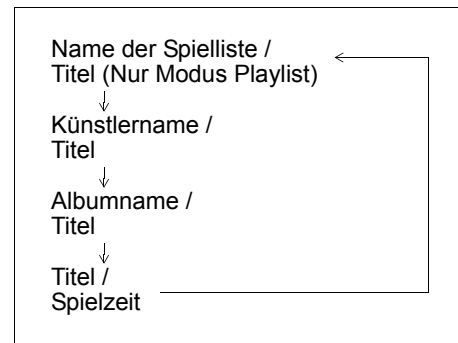 Name der Spielliste /
Titel (Nur Modus Playlist)
Künstlername /
Titel
Albumname /
Titel
Titel /
Spielzeit